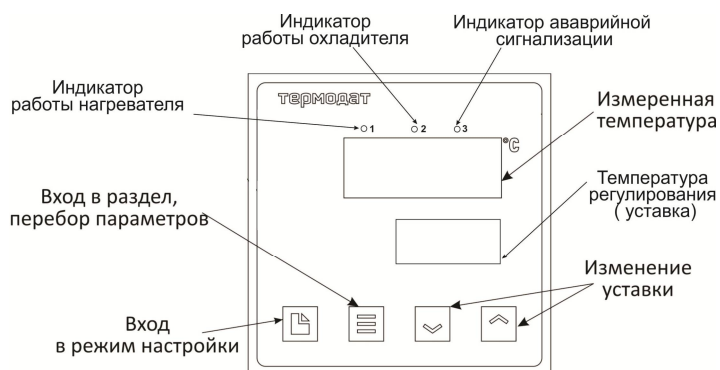 Индикатор
работы охладителя
Индикатор ававрийной
сигнализации
Индикатор
работы нагревателя
термодат
1
2
3
°C
Измеренная
температура
Вход в раздел,
перебор параметров
Температура
регулирования
( уставка)
Изменение
уставки
Вход
в режим настройки